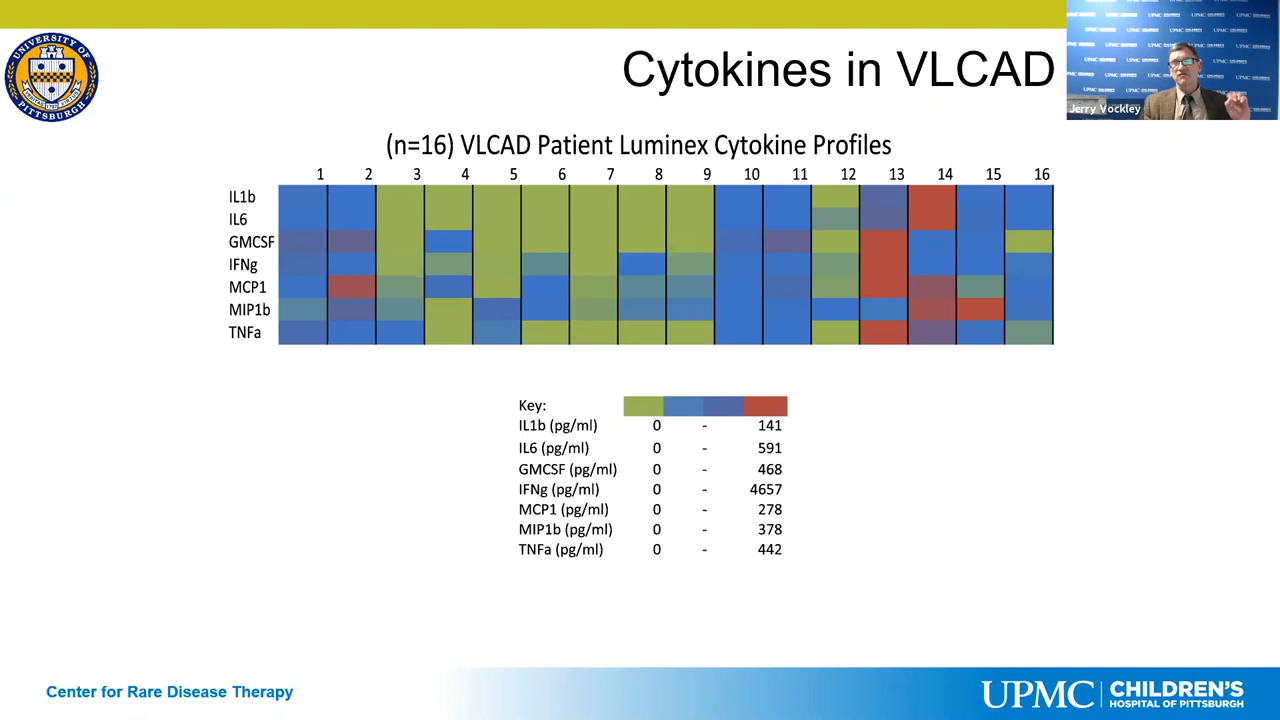 UNIVERSITY OF
PITTSBURGH
Cytokines in VLCAD
Jerry Vockley
UPMC
(n=16) VLCAD Patient Luminex Cytokine Profiles
1 2 3 4 5 6 7 8 9 10 11 12 13 14 15 16
IL1b
IL6
GMCSF
IFNg
MCP1
MIP1b
TNFa
Key:
IL1b (pg/ml) 0 - 141
IL6 (pg/ml) 0 - 591
GMCSF (pg/ml) 0 - 468
IFNg (pg/ml) 0 - 4657
MCP1 (pg/ml) 0 - 278
MIP1b (pg/ml) 0 - 378
TNFa (pg/ml) 0 - 442
Center for Rare Disease Therapy
UPMC | CHILDREN'S
HOSPITAL OF PITTSBURGH